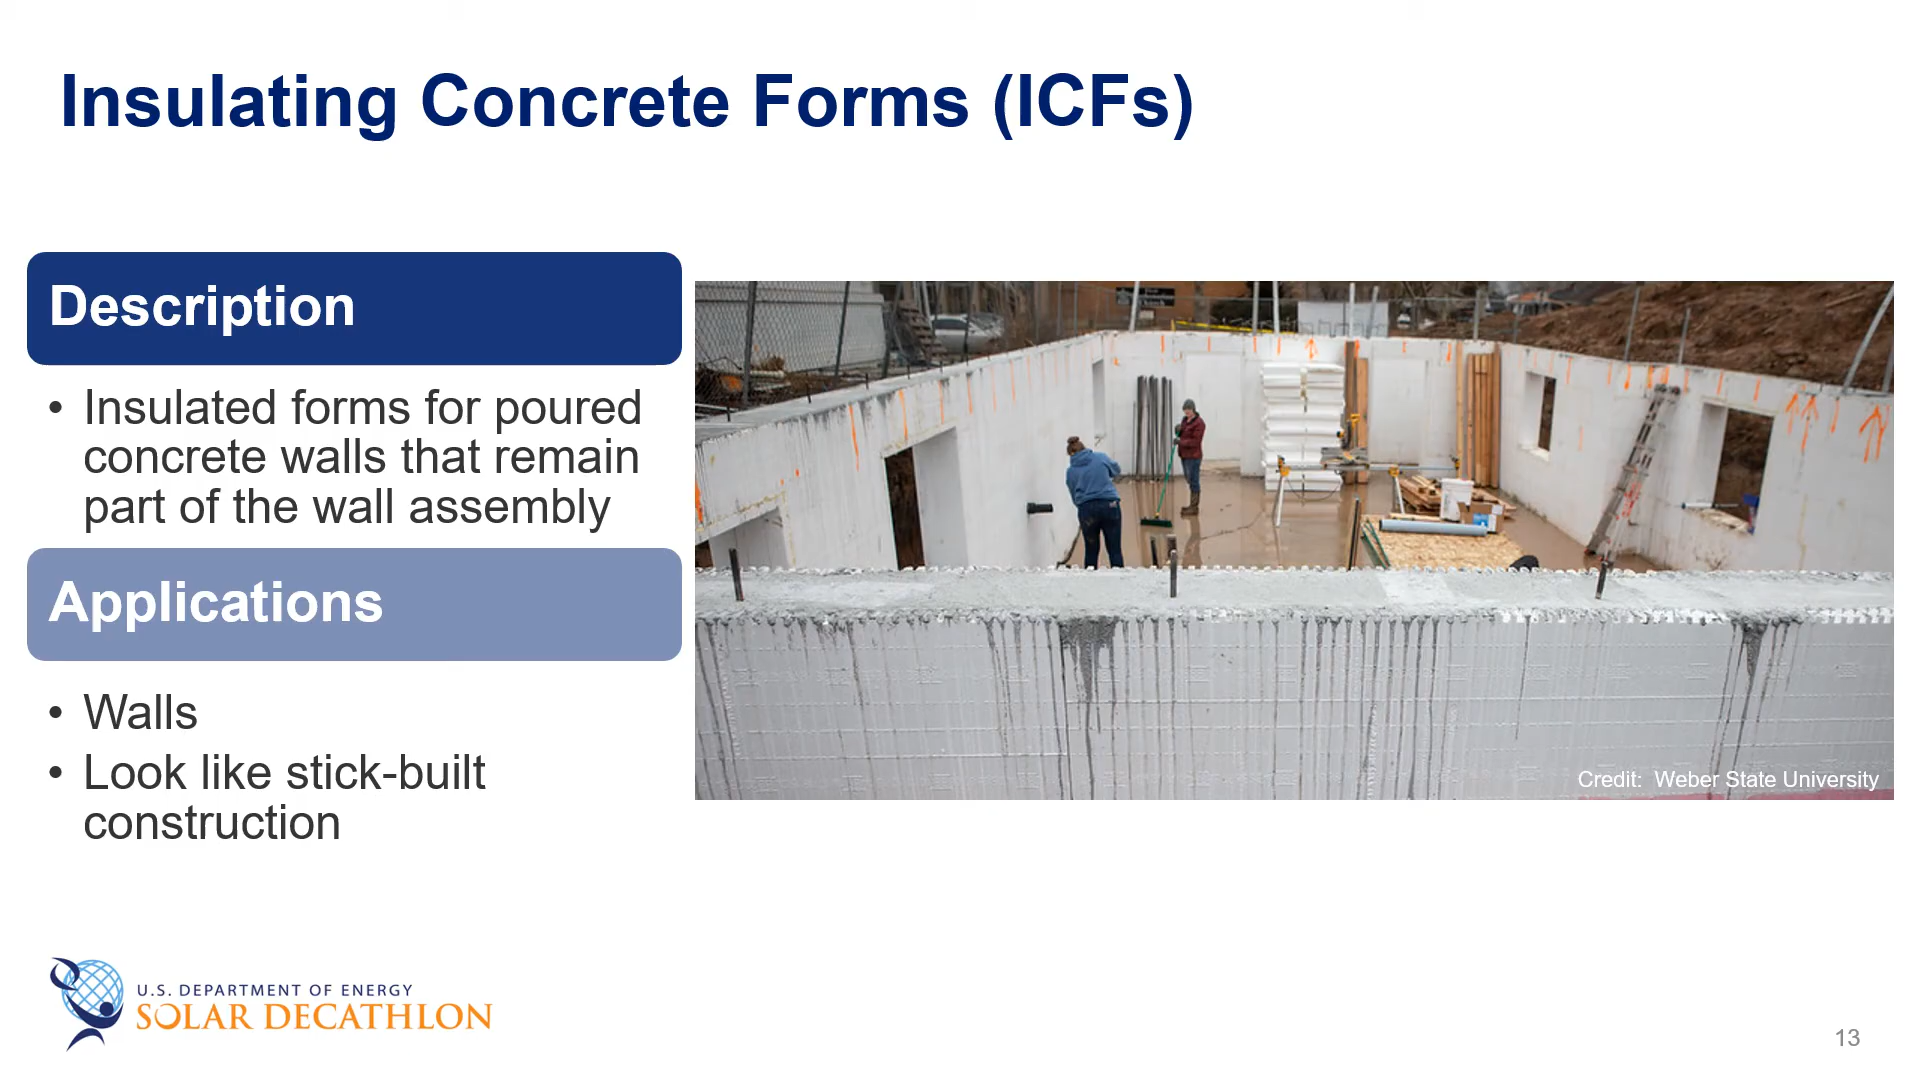 Insulating Concrete Forms (ICFs)
Description
• Insulated forms for poured
concrete walls that remain
part of the wall assembly
Applications
• Walls
• Look like stick-built
construction
Credit: Weber State University
U.S. DEPARTMENT OF ENERGY
SOLAR DECATHLON
13